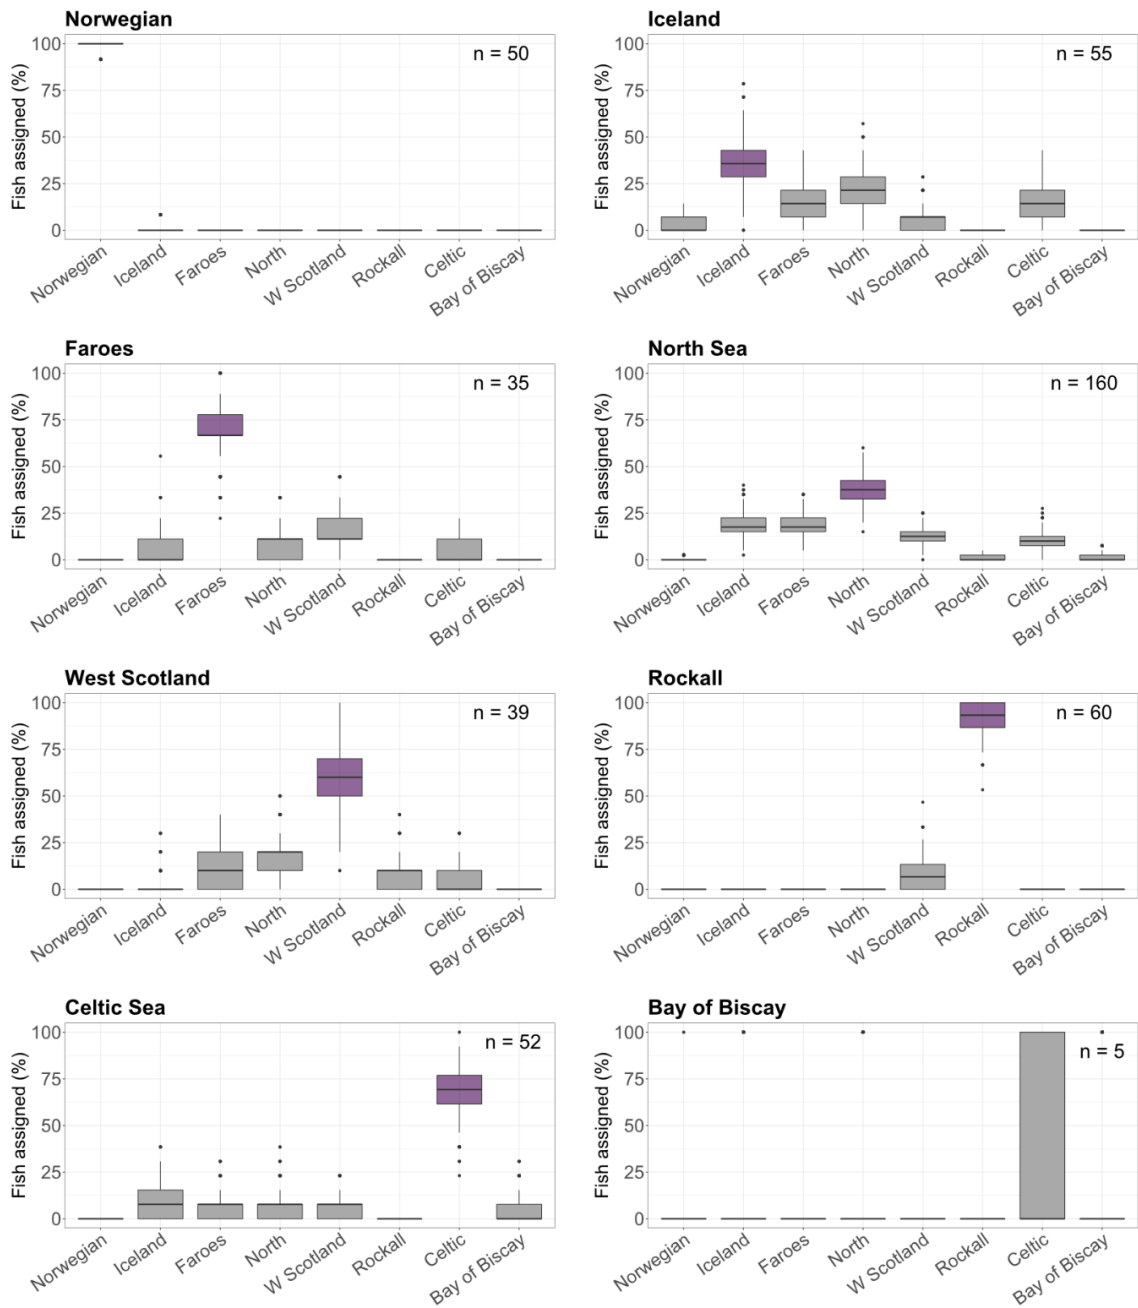 Norwegian
Fish assigned (%)
100
75
50
25
0
n = 50
Norwegian
Iceland
Faroes
North
W Scotland
Rockall
Celtic
Bay of Biscay
Iceland
Fish assigned (%)
100
75
50
25
0
n = 55
Norwegian
Iceland
Faroes
North
W Scotland
Rockall
Celtic
Bay of Biscay
Faroes
Fish assigned (%)
100
75
50
25
0
n = 35
Norwegian
Iceland
Faroes
North
W Scotland
Rockall
Celtic
Bay of Biscay
North Sea
Fish assigned (%)
100
75
50
25
0
n = 160
Norwegian
Iceland
Faroes
North
W Scotland
Rockall
Celtic
Bay of Biscay
West Scotland
Fish assigned (%)
100
75
50
25
0
n = 39
Norwegian
Iceland
Faroes
North
W Scotland
Rockall
Celtic
Bay of Biscay
Rockall
Fish assigned (%)
100
75
50
25
0
n = 60
Norwegian
Iceland
Faroes
North
W Scotland
Rockall
Celtic
Bay of Biscay
Celtic Sea
Fish assigned (%)
100
75
50
25
0
n = 52
Norwegian
Iceland
Faroes
North
W Scotland
Rockall
Celtic
Bay of Biscay
Bay of Biscay
Fish assigned (%)
100
75
50
25
0
n = 5
Norwegian
Iceland
Faroes
North
W Scotland
Rockall
Celtic
Bay of Biscay